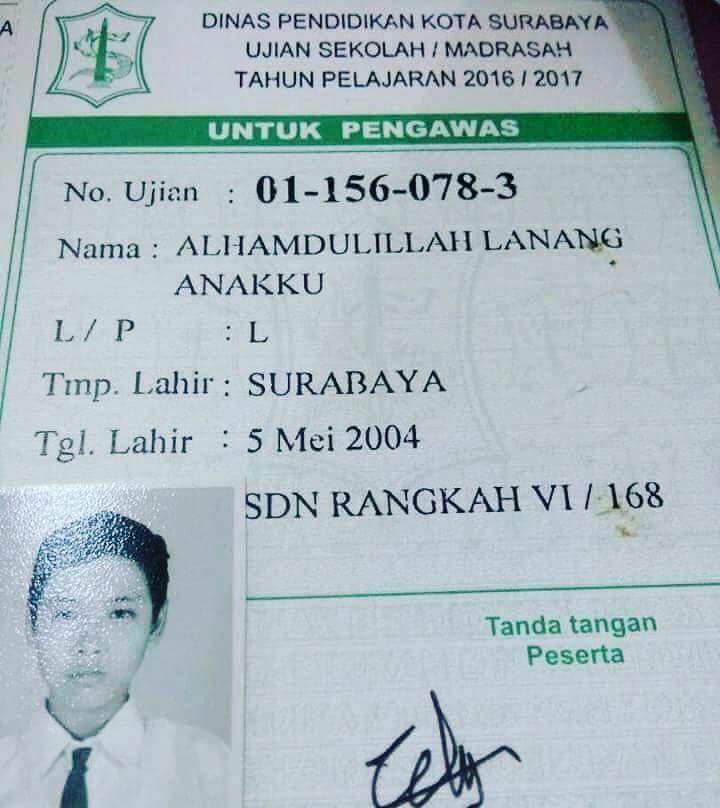 A
DINAS PENDIDIKAN KOTA SURABAYA
UJIAN SEKOLAH / MADRASAH
TAHUN PELAJARAN 2016 / 2017
UNTUK PENGAWAS
No. Ujian : 01-156-078-3
Nama : ALHAMDULILLAH LANANG
ANAKKU
L / P : L
Tmp. Lahir : SURABAYA
Tgl. Lahir : 5 Mei 2004
SDN RANGKAH VI / 168
Tanda tangan
Peserta